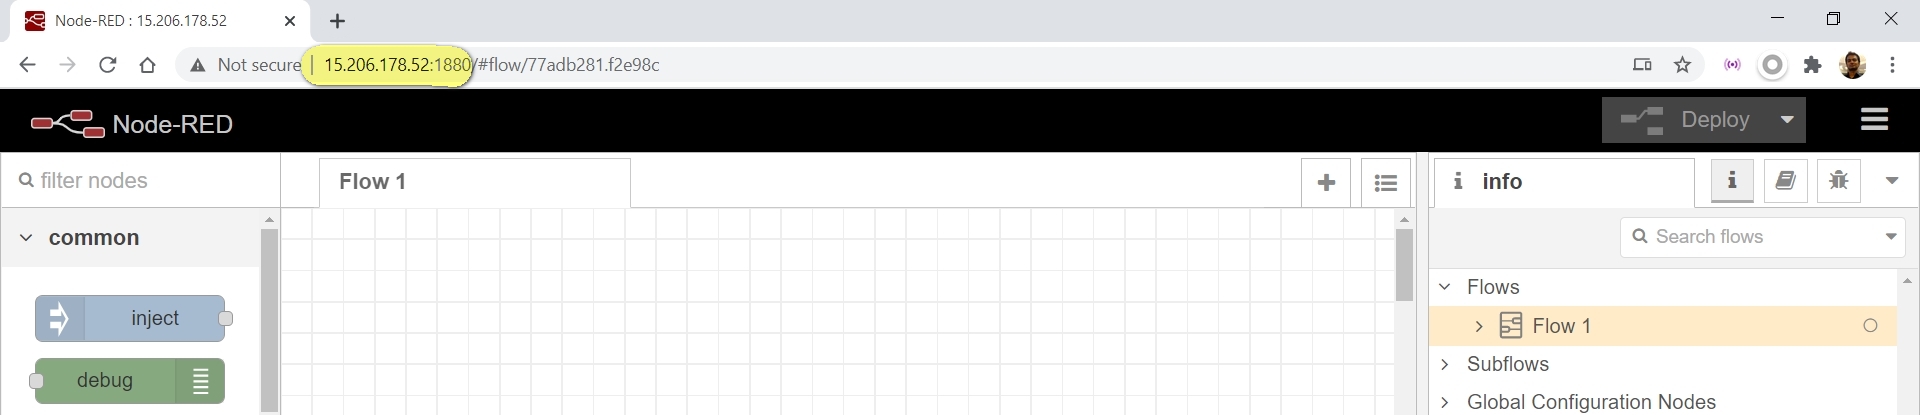 Node-RED : 15.206.178.52
Not secure | 15.206.178.52:1880/#flow/77adb281.f2e98c
Node-RED
Deploy
filter nodes
Flow 1
i info
i
common
Search flows
inject
Flows
Flow 1
debug
Subflows
Global Configuration Nodes